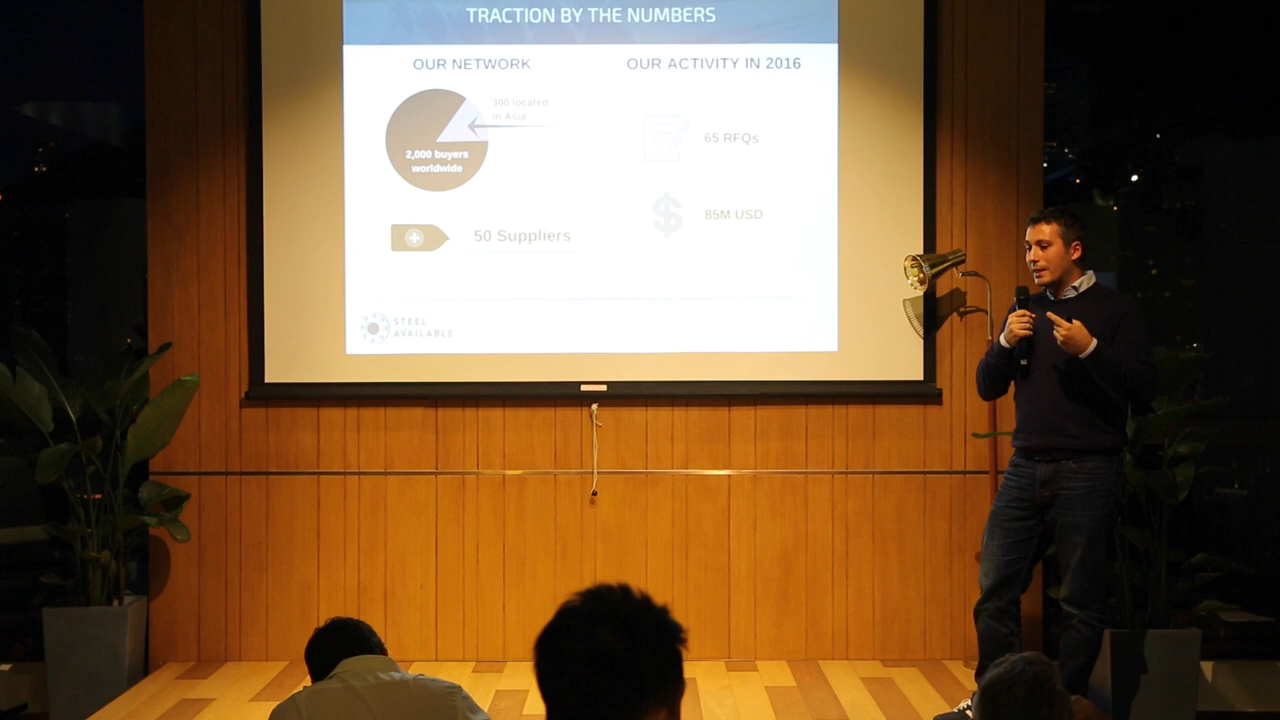 TRACTION BY THE NUMBERS
OUR NETWORK
300 located
in Asia
2,000 buyers
worldwide
50 Suppliers
OUR ACTIVITY IN 2016
65 RFQs
85M USD
STEEL
AVAILABLE